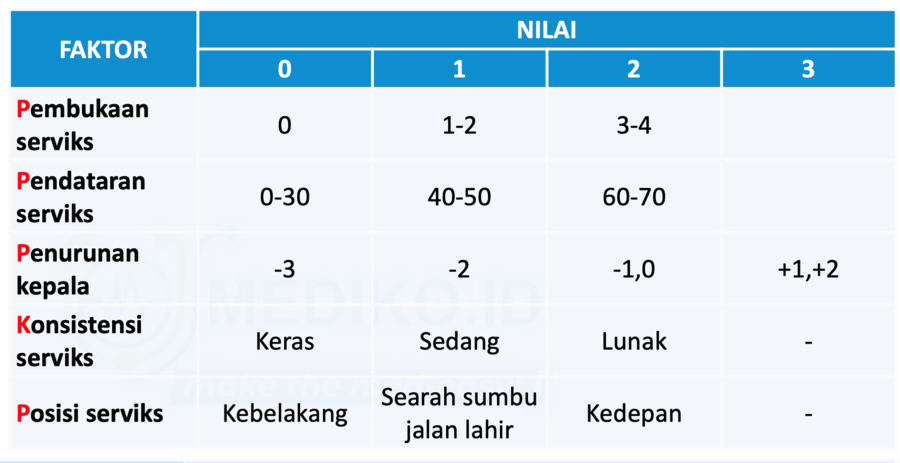 FAKTOR
NILAI
0 1 2 3
Pembukaan
serviks
0 1-2 3-4
Pendataran
serviks
0-30 40-50 60-70
Penurunan
kepala
-3 -2 -1,0 +1,+2
Konsistensi
serviks
Keras Sedang Lunak -
Posisi serviks
Kebelakang
Searah sumbu
jalan lahir
Kedepan -
MEDIKO.ID